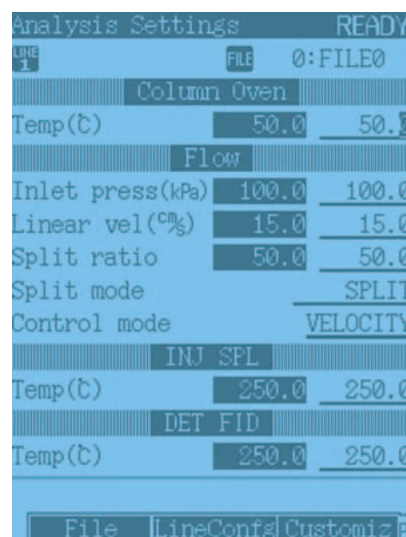 Analysis Settings READY
LINE 1 FILE 0:FILE0
Column Oven
Temp(℃) 50.0 50.
Flow
Inlet press(kPa) 100.0 100.0
Linear vel(cm/s) 15.0 15.0
Split ratio 50.0 50.0
Split mode SPLIT
Control mode VELOCITY
INJ SPL
Temp(℃) 250.0 250.0
DET FID
Temp(℃) 250.0 250.0
File LineConfg Customiz